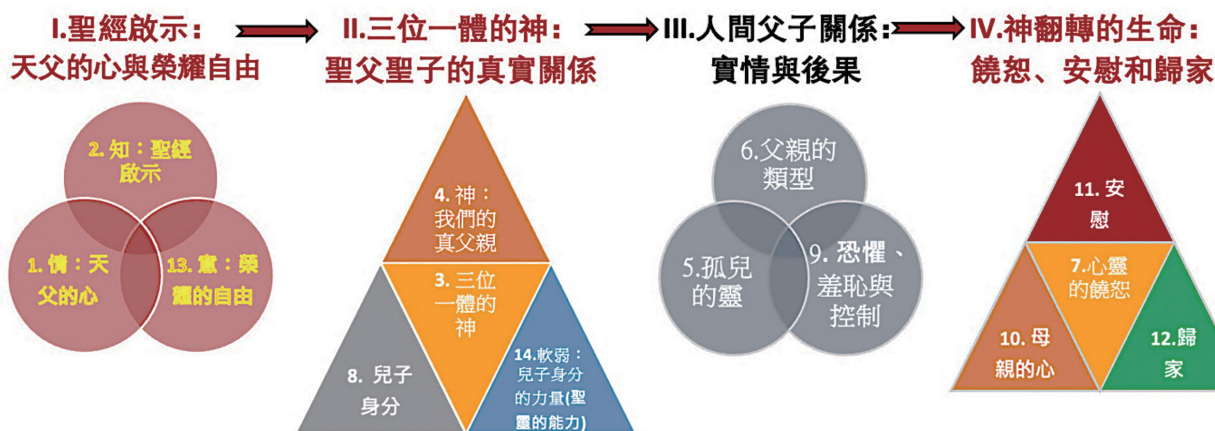 I.聖經啟示：
天父的心與榮耀自由
2. 知：聖經
啟示
1. 情：天
父的心
13. 意：榮
耀的自由
II.三位一體的神：
聖父聖子的真實關係
4. 神：
我們的
真父親
3. 三位
一體的
神
8. 兒子
身分
14.軟弱：
兒子身分
的力量(聖
靈的能力)
III.人間父子關係：
實情與後果
6.父親的
類型
5.孤兒
的靈
9. 恐懼、
羞恥與
控制
IV.神翻轉的生命：
饒恕、安慰和歸家
11. 安
慰
7.心靈
的饒恕
10. 母
親的心
12.歸
家